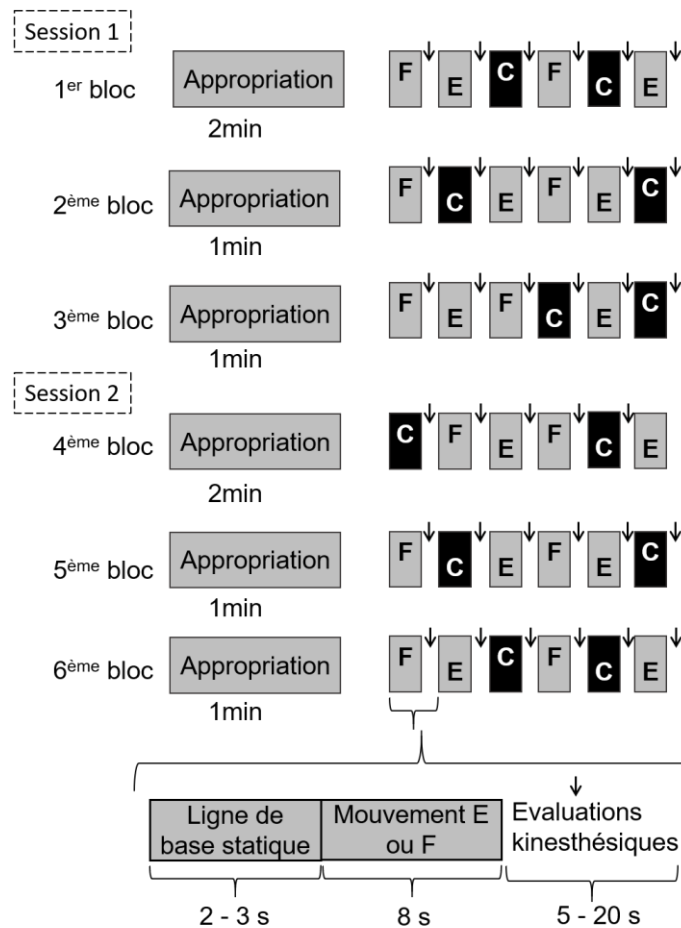 Session 1
1er bloc
Appropriation
2min
F E C F C E
2ème bloc
Appropriation
1min
F C E F E C
3ème bloc
Appropriation
1min
F E F C E C
Session 2
4ème bloc
Appropriation
2min
C F E F C E
5ème bloc
Appropriation
1min
F C E F E C
6ème bloc
Appropriation
1min
F E C F C E
Ligne de
base statique
Mouvement E
ou F
Evaluations
kinesthésiques
2 - 3 s
8 s
5 - 20 s